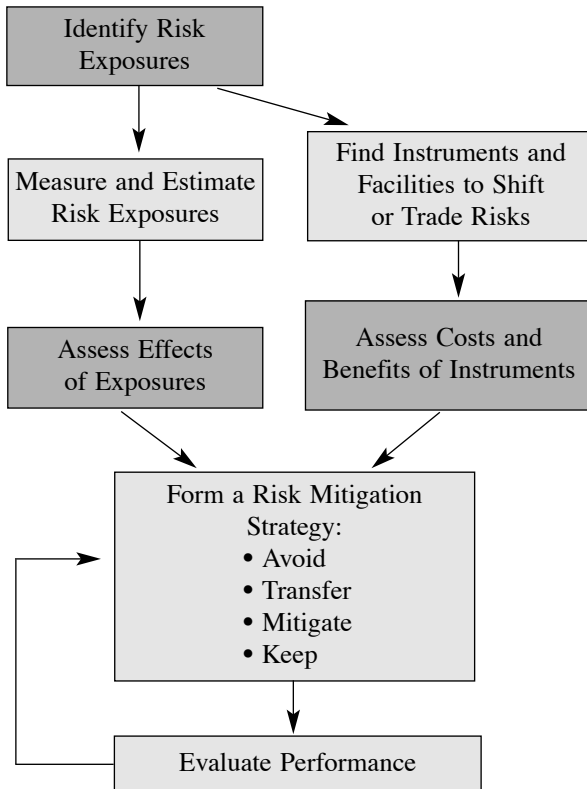 Identify Risk
Exposures
Measure and Estimate
Risk Exposures
Find Instruments and
Facilities to Shift
or Trade Risks
Assess Effects
of Exposures
Assess Costs and
Benefits of Instruments
Form a Risk Mitigation
Strategy:
• Avoid
• Transfer
• Mitigate
• Keep
Evaluate Performance